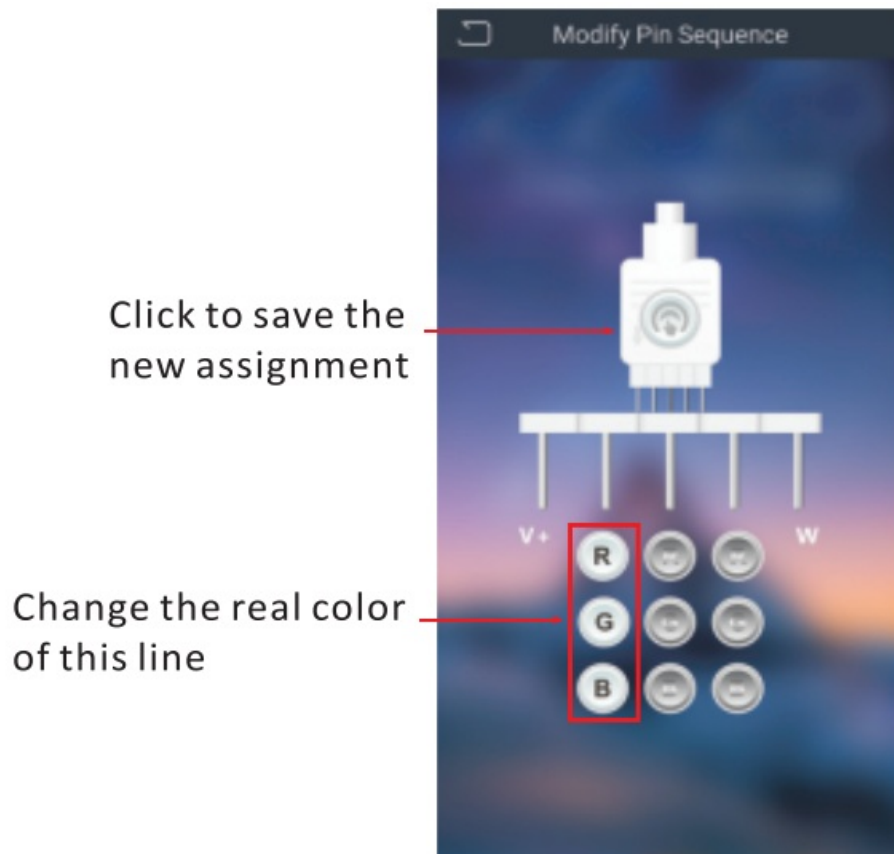 Modify Pin Sequence
Click to save the
new assignment
V+
W
R
G
B
Change the real color
of this line